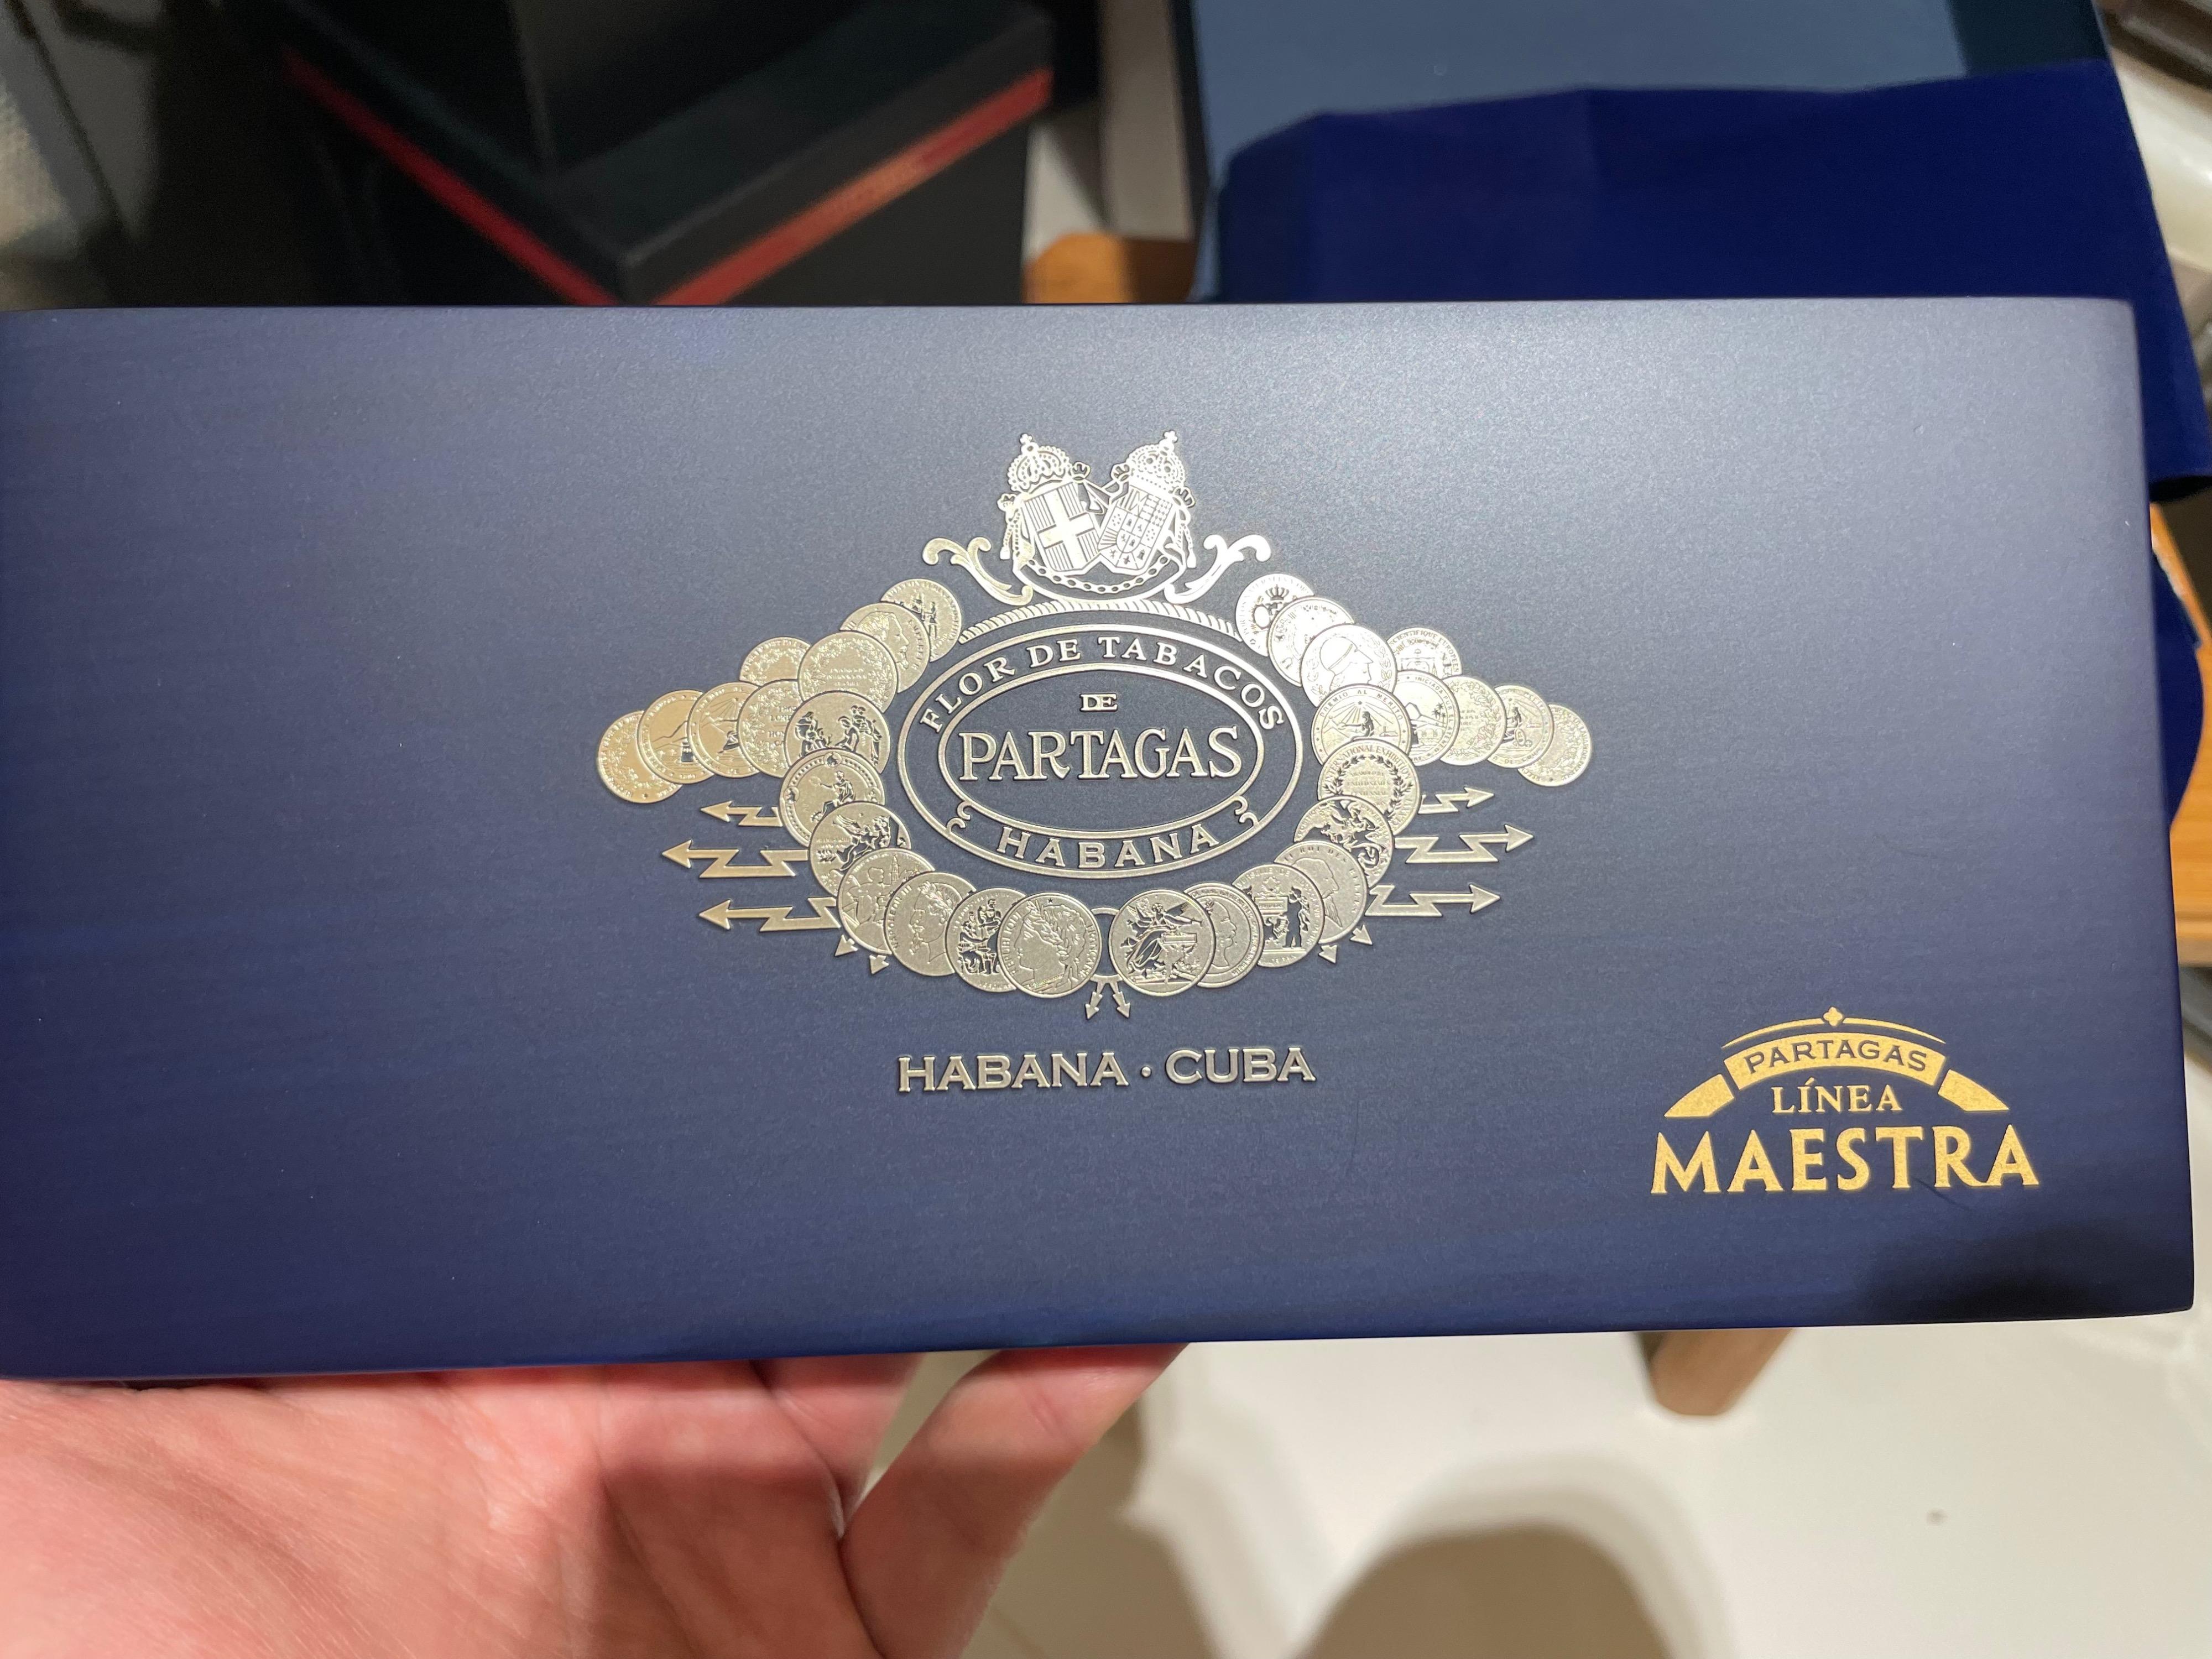 FLOR DE TABACOS
DE
PARTAGAS
HABANA
HABANA · CUBA
PARTAGAS
LÍNEA
MAESTRA